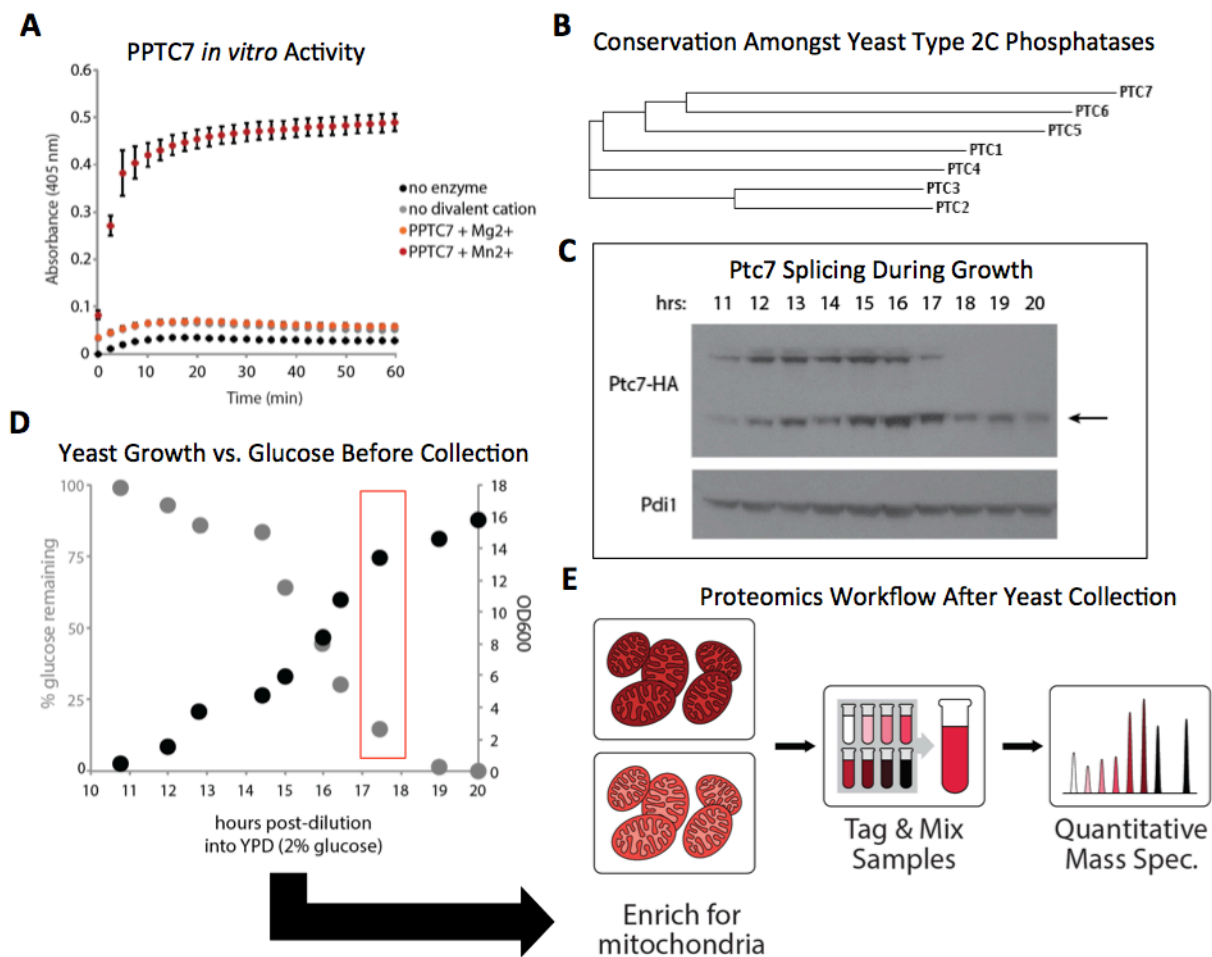 A
PPTC7 in vitro Activity
0.6
0.5
0.4
0.3
0.2
0.1
0
Absorbance (405 nm)
0 10 20 30 40 50 60
Time (min)
no enzyme
no divalent cation
PPTC7 + Mg2+
PPTC7 + Mn2+
B
Conservation Amongst Yeast Type 2C Phosphatases
PTC7
PTC6
PTC5
PTC1
PTC4
PTC3
PTC2
C
Ptc7 Splicing During Growth
hrs: 11 12 13 14 15 16 17 18 19 20
Ptc7-HA
Pdi1
D
Yeast Growth vs. Glucose Before Collection
100
75
50
25
0
% glucose remaining
18
16
14
12
10
8
6
4
2
0
OD600
10 11 12 13 14 15 16 17 18 19 20
hours post-dilution
into YPD (2% glucose)
E
Proteomics Workflow After Yeast Collection
Enrich for
mitochondria
Tag & Mix
Samples
Quantitative
Mass Spec.